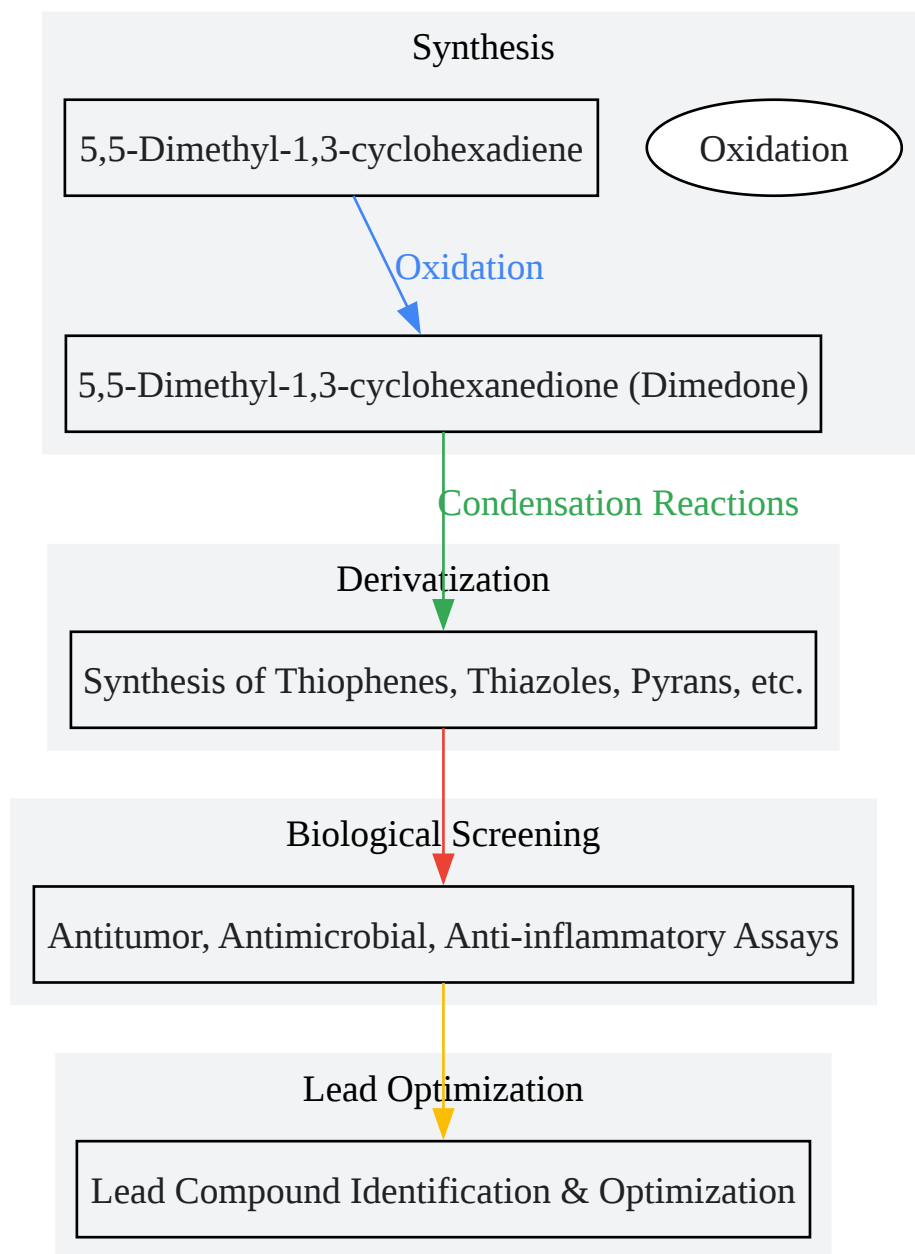 Synthesis
5,5-Dimethyl-1,3-cyclohexadiene
Oxidation
Oxidation
5,5-Dimethyl-1,3-cyclohexanedione (Dimedone)
Condensation Reactions
Derivatization
Synthesis of Thiophenes, Thiazoles, Pyrans, etc.
Biological Screening
Antitumor, Antimicrobial, Anti-inflammatory Assays
Lead Optimization
Lead Compound Identification & Optimization